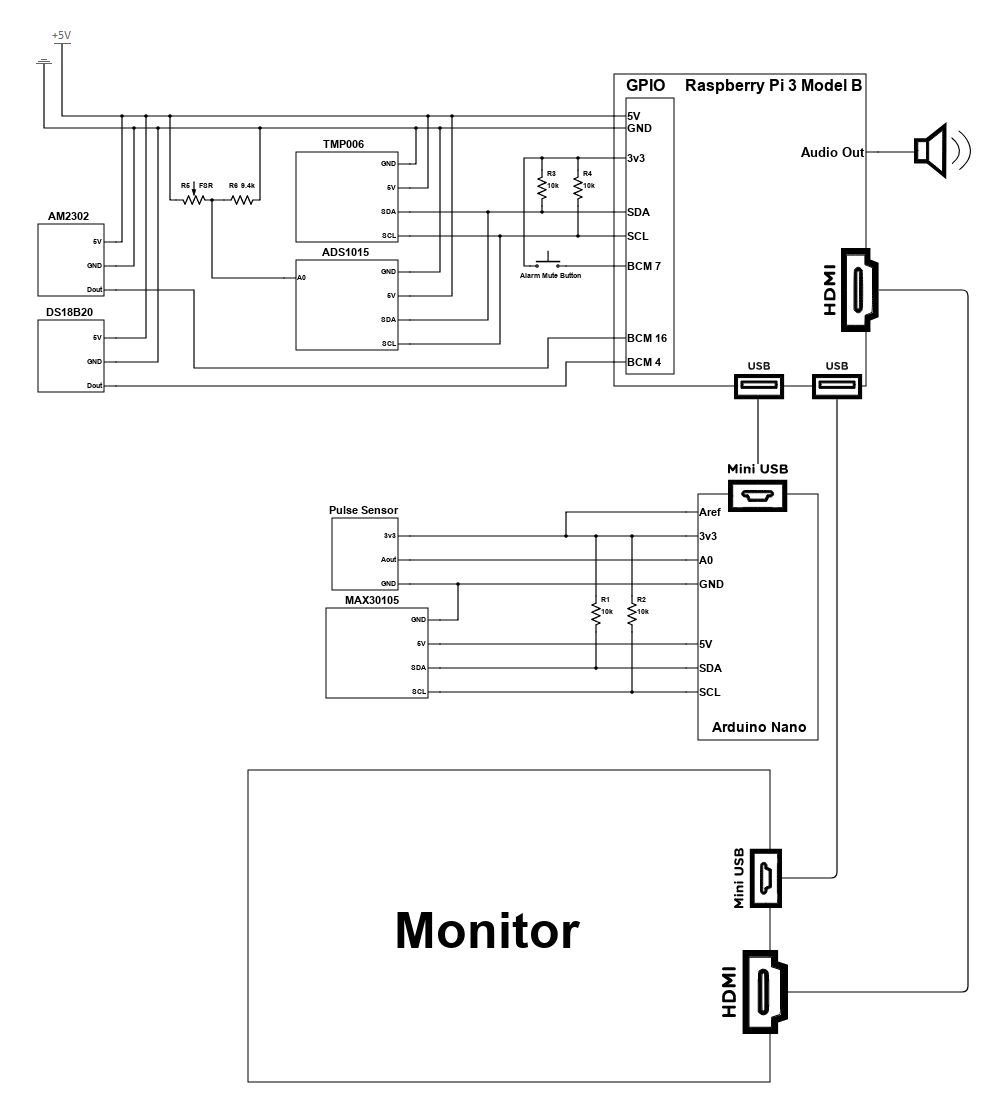 +5V
GPIO Raspberry Pi 3 Model B
5V
GND
3v3
SDA
SCL
BCM 7
BCM 16
BCM 4
Audio Out
HDMI
USB
USB
R3
10k
R4
10k
Alarm Mute Button
TMP006
GND
5V
SDA
SCL
R5 FSR
R6 9.4k
AM2302
5V
GND
Dout
ADS1015
A0
GND
5V
SDA
SCL
DS18B20
5V
GND
Dout
Mini USB
Pulse Sensor
3v3
Aout
GND
MAX30105
GND
5V
SDA
SCL
R1
10k
R2
10k
Aref
3v3
A0
GND
5V
SDA
SCL
Arduino Nano
Mini USB
Monitor
HDMI